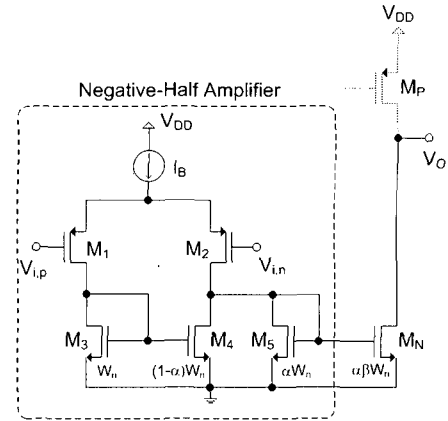 V_DD
M_P
V_O
Negative-Half Amplifier
V_DD
I_B
M_1
M_2
V_i,p
V_i,n
M_3
M_4
M_5
M_N
W_n
(1-α)W_n
αW_n
αβW_n